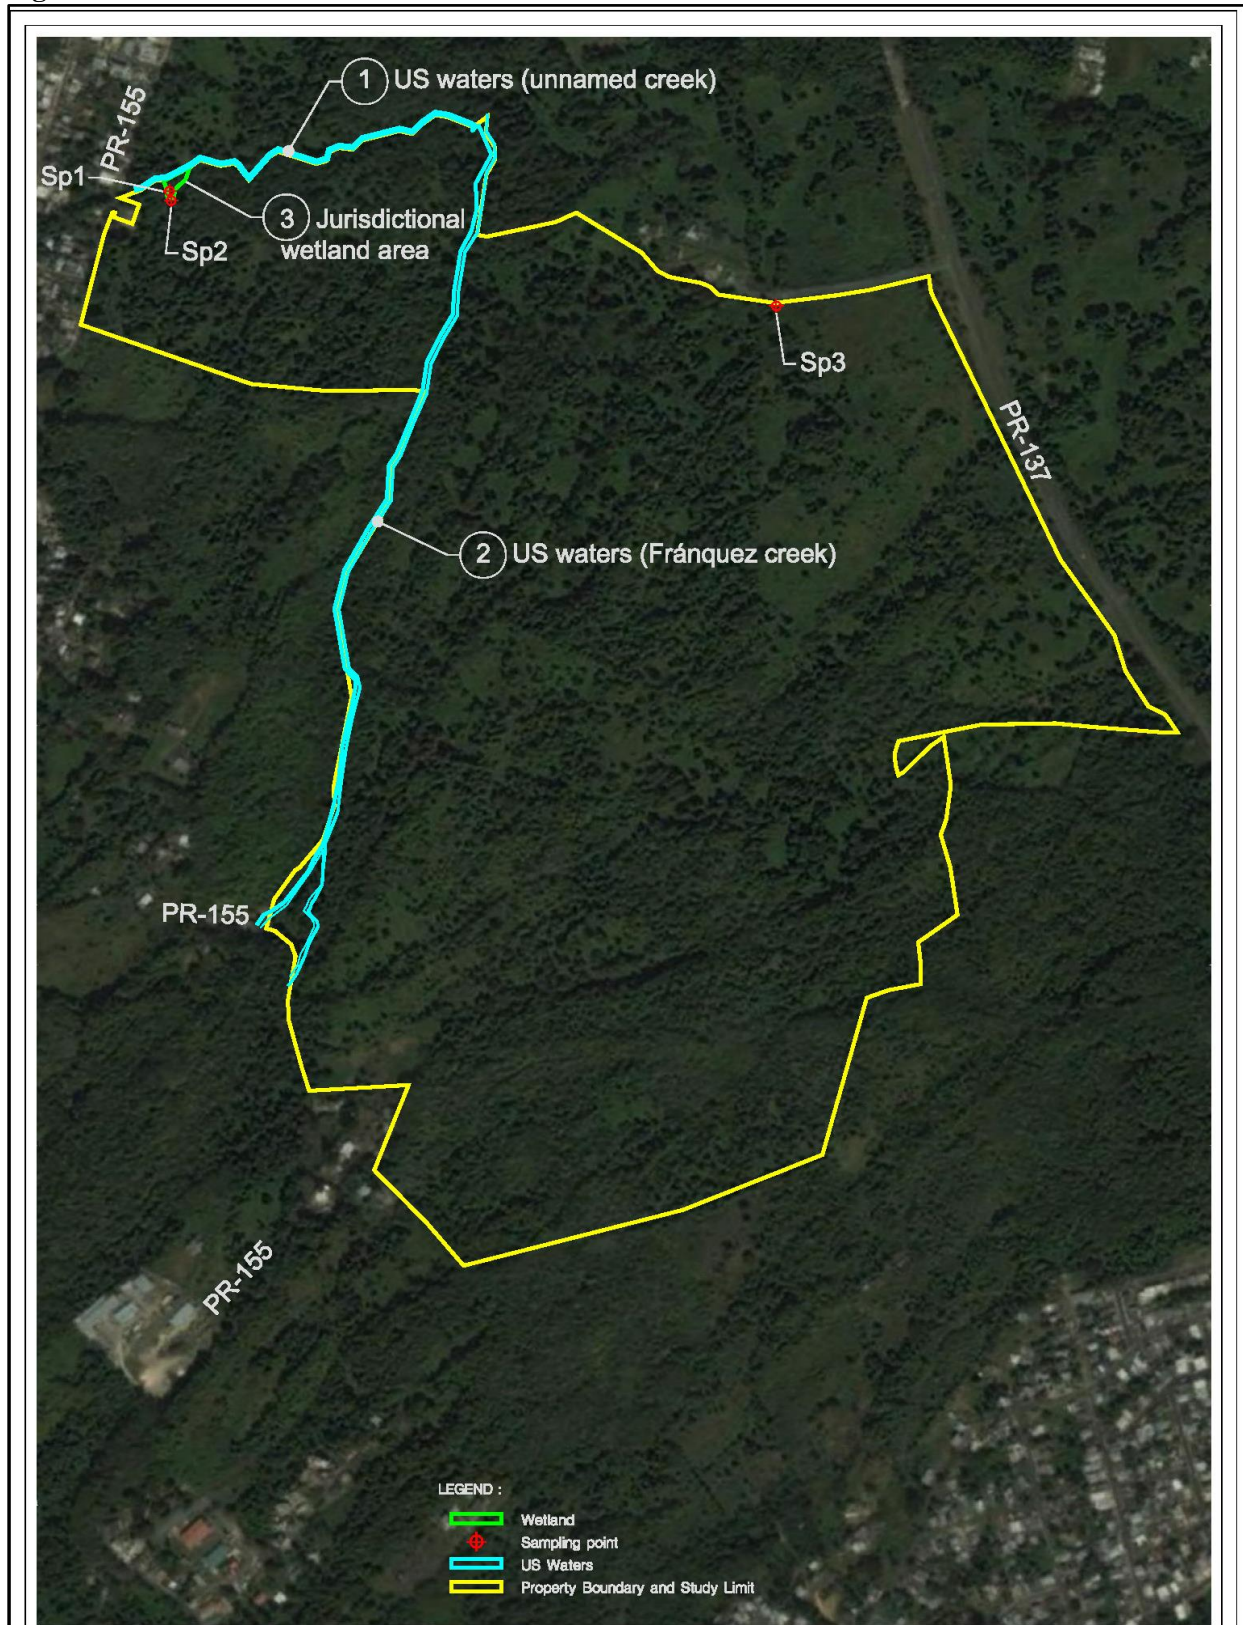 PR-155
1 US waters (unnamed creek)
Sp1
3 Jurisdictional
wetland area
Sp2
Sp3
PR-137
2 US waters (Fránquez creek)
PR-155
PR-155
LEGEND :
Wetland
Sampling point
US Waters
Property Boundary and Study Limit